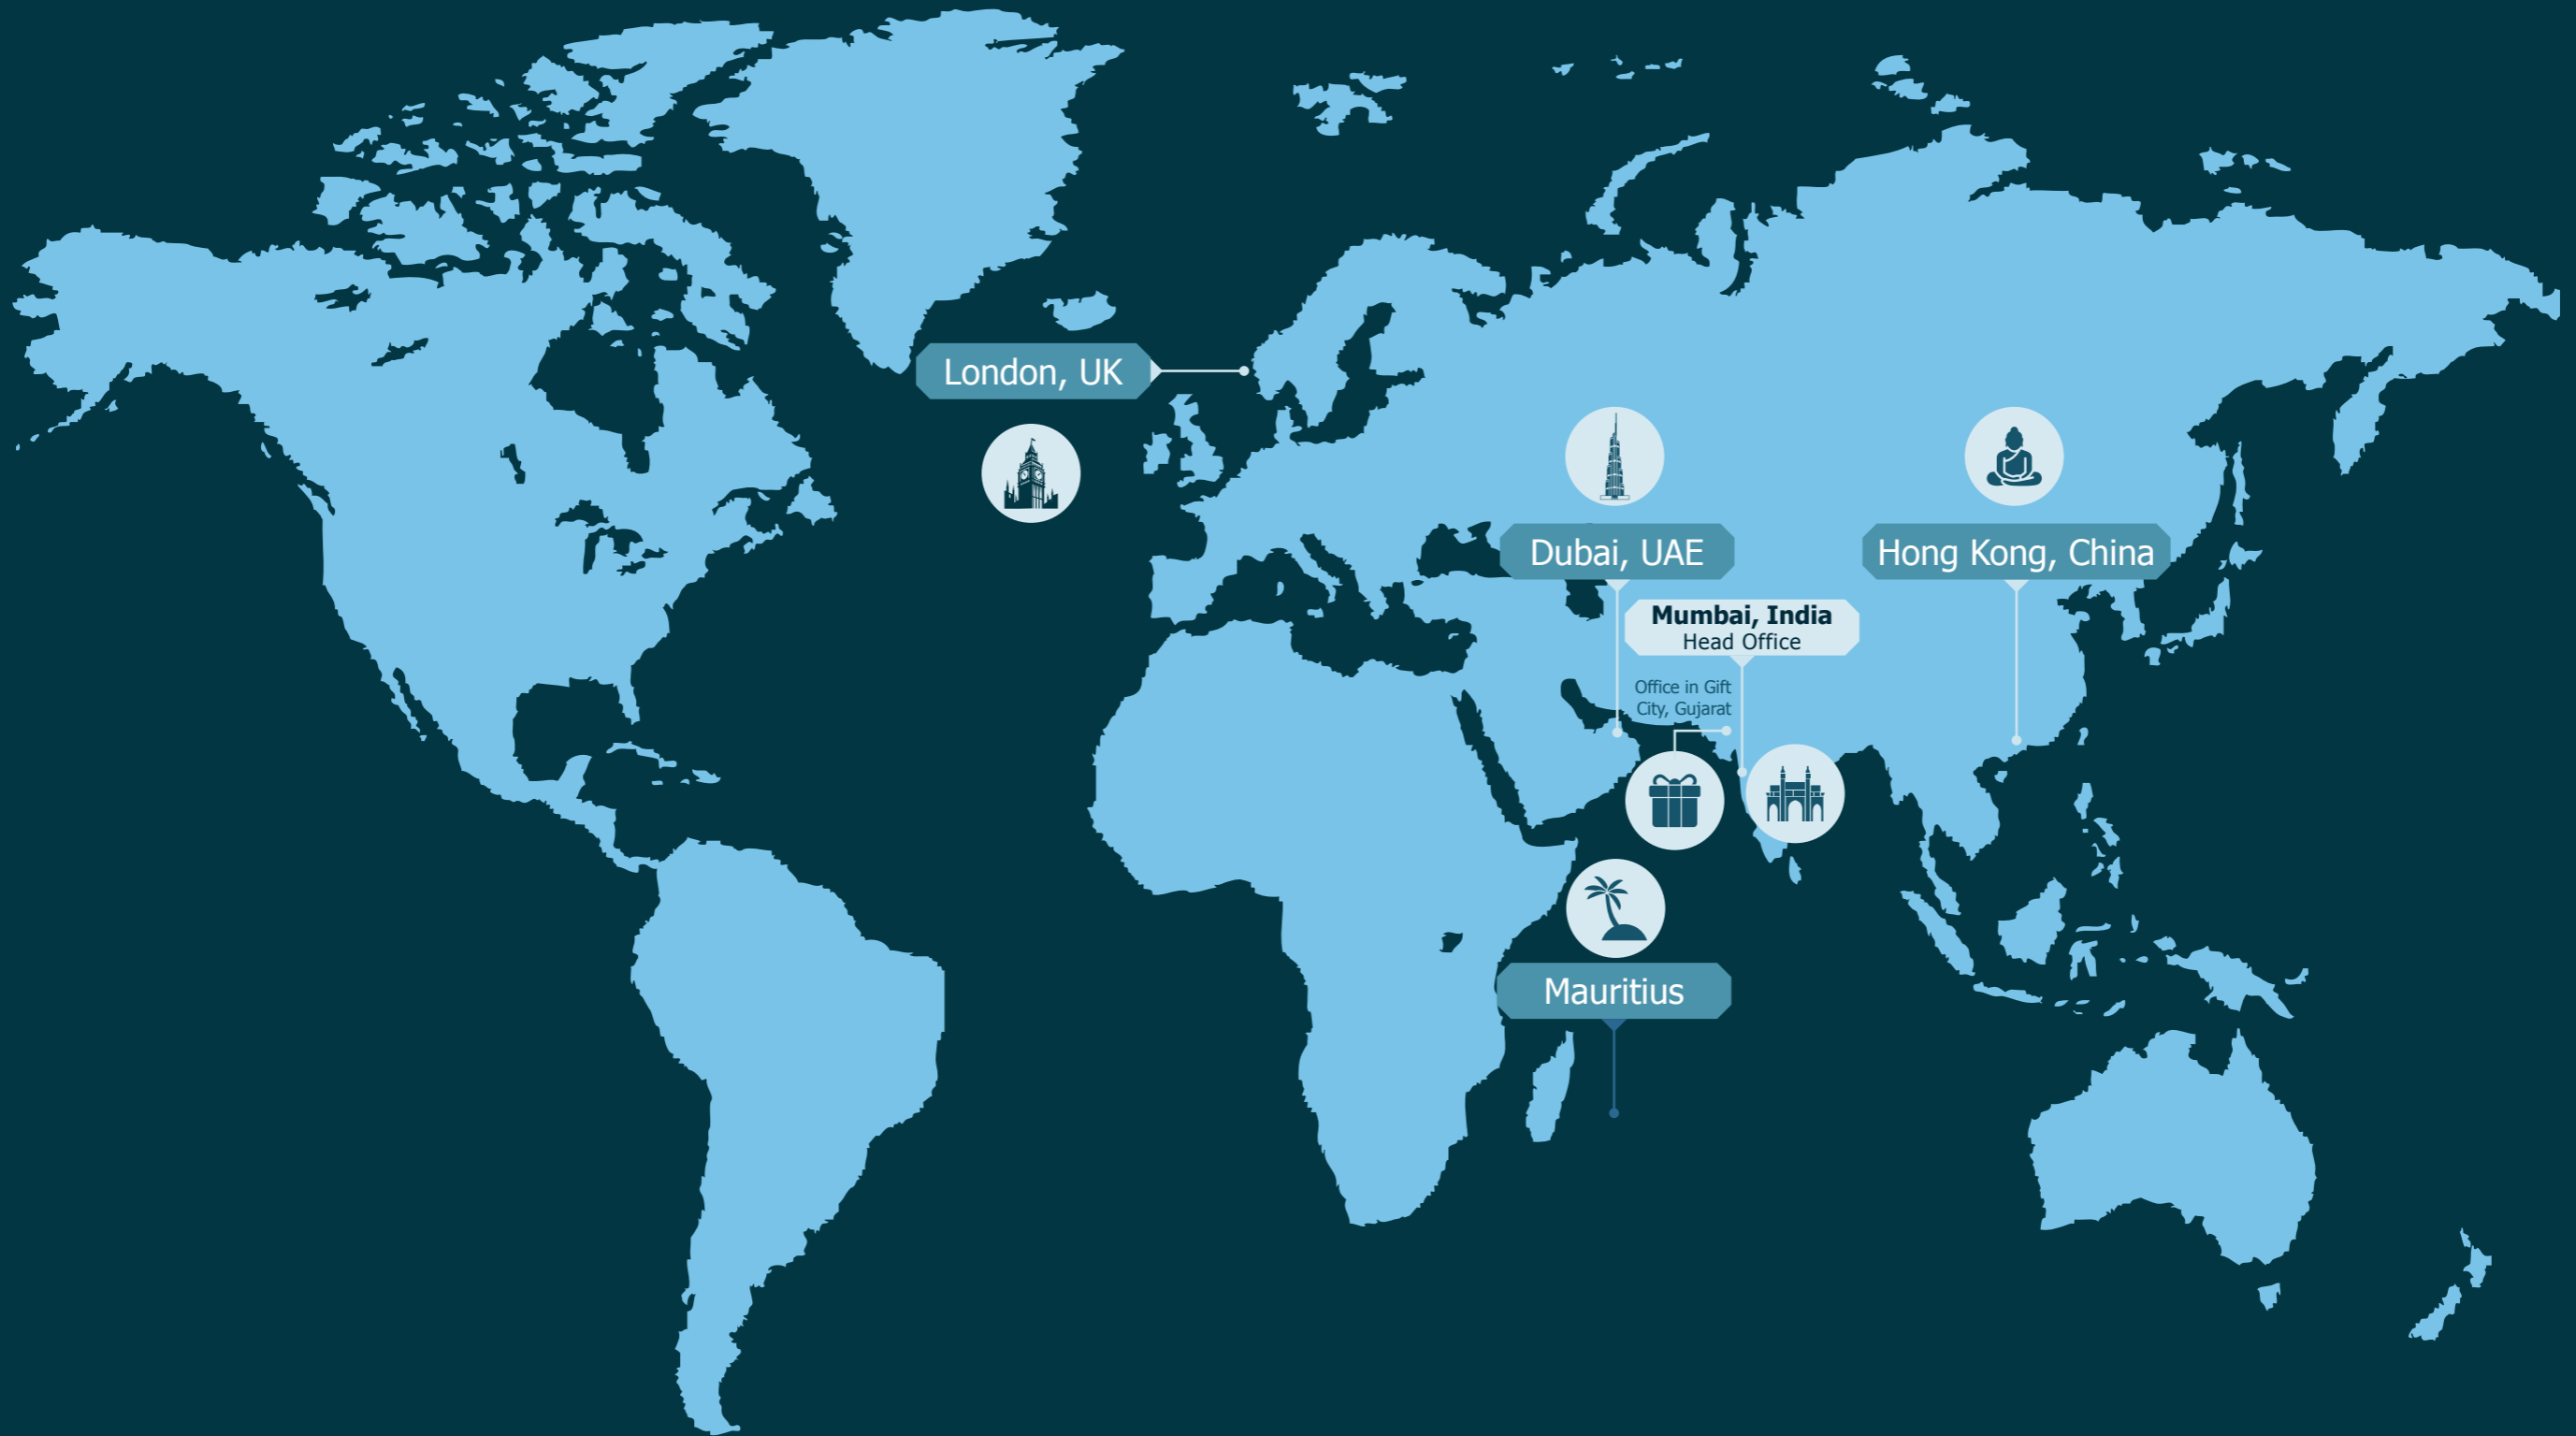 London, UK
Dubai, UAE
Hong Kong, China
Mumbai, India
Head Office
Office in Gift
City, Gujarat
Mauritius